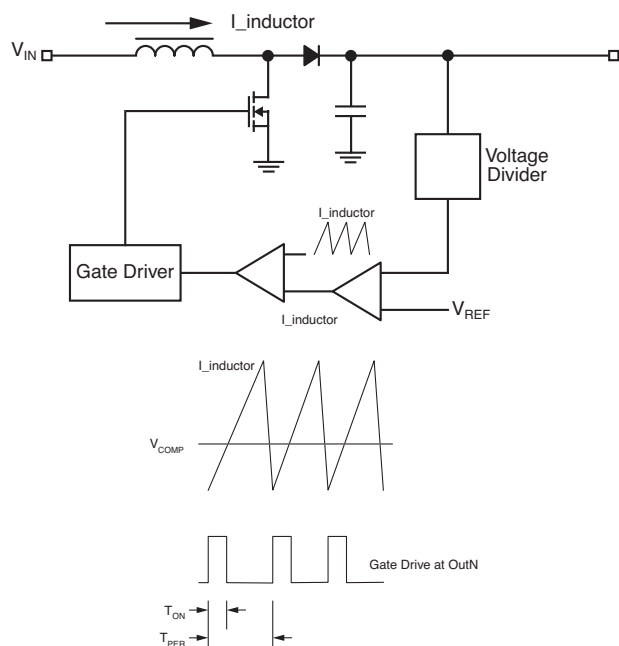 I_inductor
V_IN
Voltage
Divider
I_inductor
Gate Driver
I_inductor
V_REF
I_inductor
V_COMP
Gate Drive at OutN
T_ON
T_PER